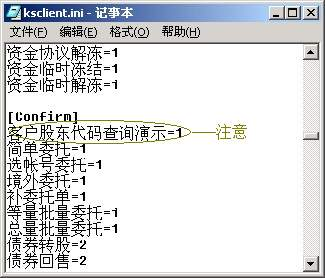 ksclient.ini - 记事本
文件(F) 编辑(E) 格式(O) 帮助(H)
资金协议解冻=1
资金临时冻结=1
资金临时解冻=1
[Confirm]
客户股东代码查询演示=1 注意
简单委托=1
选帐号委托=1
境外委托=1
补委托单=1
等量批量委托=1
总量批量委托=1
债券转股=2
债券回售=2